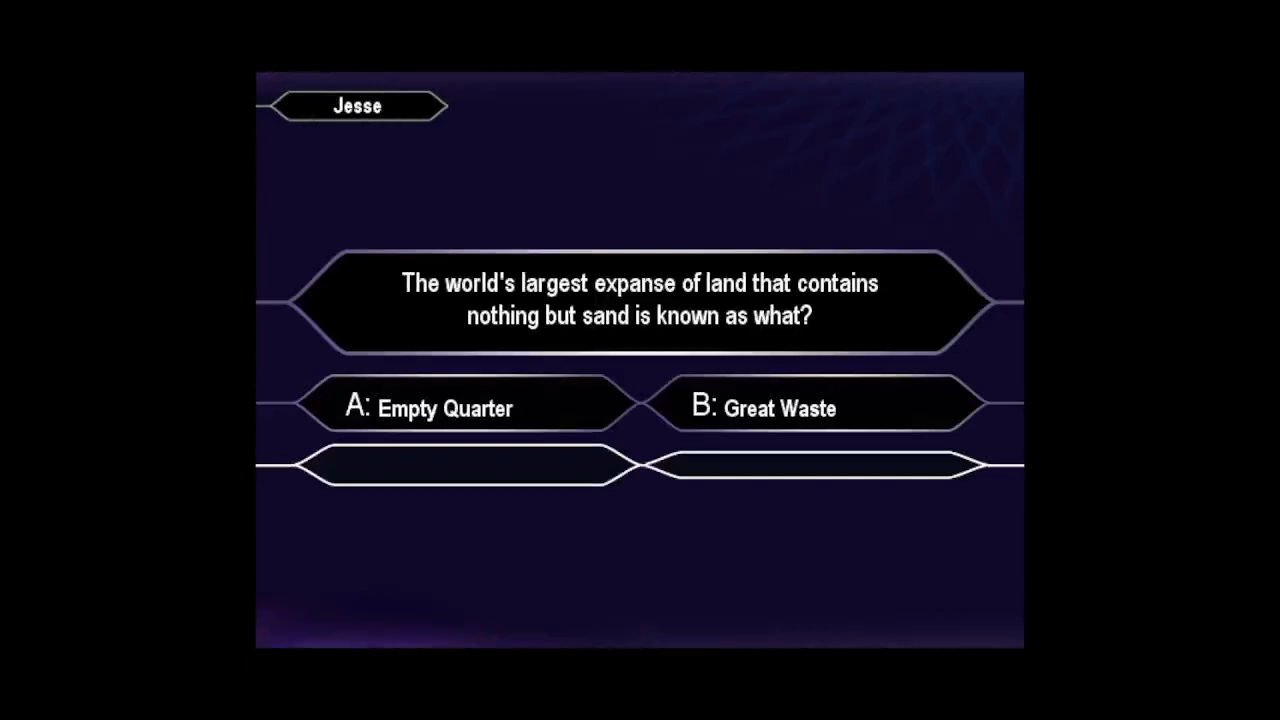 Jesse
The world's largest expanse of land that contains
nothing but sand is known as what?
A: Empty Quarter
B: Great Waste